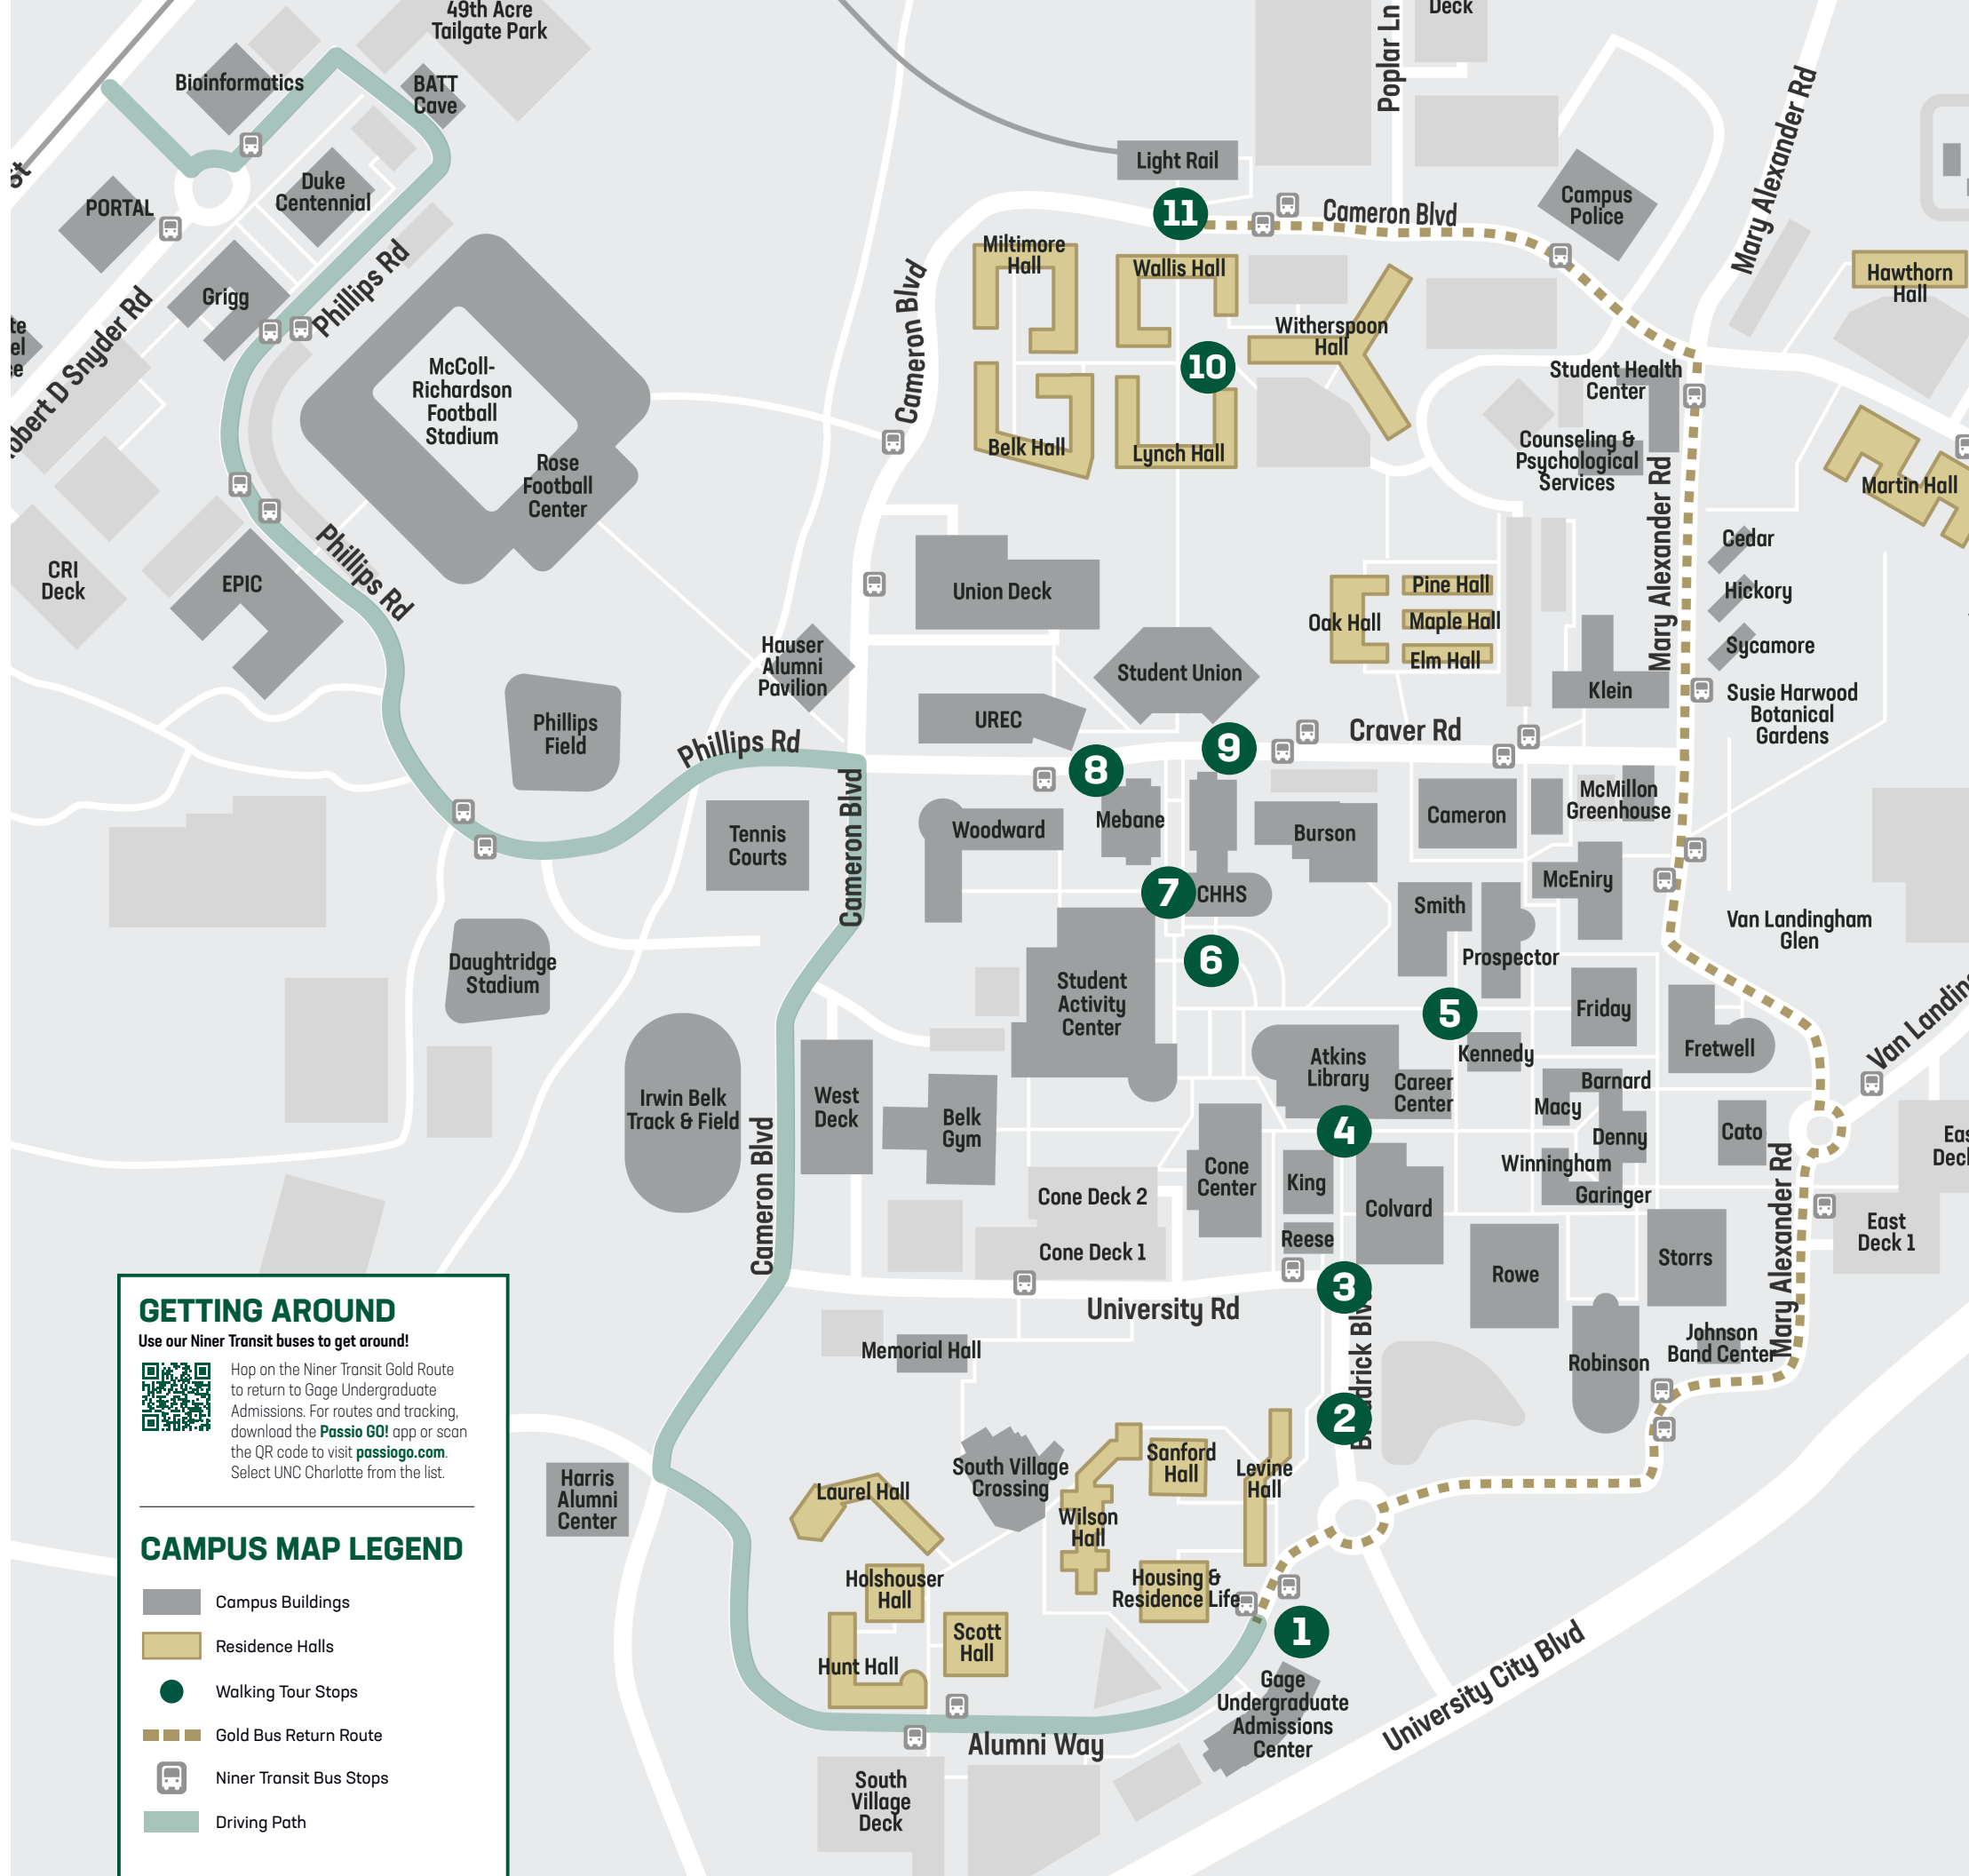 49th Acre
Tailgate Park
Deck
Poplar Ln
Bioinformatics
BATT
Cave
Light Rail
Mary Alexander Rd
St
PORTAL
Duke
Centennial
11
Cameron Blvd
Campus
Police
Miltimore
Hall
Wallis Hall
Hawthorn
Hall
Grigg
Phillips Rd
Cameron Blvd
Witherspoon
Hall
10
McColl-
Richardson
Football
Stadium
Student Health
Center
Belk Hall
Lynch Hall
Counseling &
Psychological
Services
Martin Hall
Rose
Football
Center
Mary Alexander Rd
Cedar
Phillips Rd
CRI
Deck
EPIC
Union Deck
Pine Hall
Hickory
Oak Hall
Maple Hall
Hauser
Alumni
Pavilion
Student Union
Elm Hall
Sycamore
Klein
Susie Harwood
Botanical
Gardens
Phillips
Field
UREC
Phillips Rd
9
Craver Rd
8
McMillon
Greenhouse
Cameron Blvd
Tennis
Courts
Woodward
Mebane
Burson
Cameron
7
CHHS
McEniry
Smith
Van Landingham
Glen
Daughtridge
Stadium
6
Prospector
Student
Activity
Center
5
Friday
Kennedy
Fretwell
Atkins
Library
Career
Center
Barnard
Irwin Belk
Track & Field
West
Deck
Belk
Gym
Macy
4
Denny
Cato
Cone
Center
King
Winningham
Garinger
Cone Deck 2
Colvard
Cameron Blvd
Mary Alexander Rd
East
Deck 1
Cone Deck 1
Reese
Rowe
Storrs
3
University Rd
Memorial Hall
Johnson
Band Center
Robinson
2
GETTING AROUND
Use our Niner Transit buses to get around!
Hop on the Niner Transit Gold Route
to return to Gage Undergraduate
Admissions. For routes and tracking,
download the Passio GO! app or scan
the QR code to visit passiogo.com.
Select UNC Charlotte from the list.
South Village
Crossing
Sanford
Hall
Levine
Hall
Harris
Alumni
Center
Laurel Hall
Wilson
Hall
Holshouser
Hall
Housing &
Residence Life
1
Scott
Hall
Hunt Hall
Gage
Undergraduate
Admissions
Center
University City Blvd
Alumni Way
South
Village
Deck
CAMPUS MAP LEGEND
Campus Buildings
Residence Halls
Walking Tour Stops
Gold Bus Return Route
Niner Transit Bus Stops
Driving Path